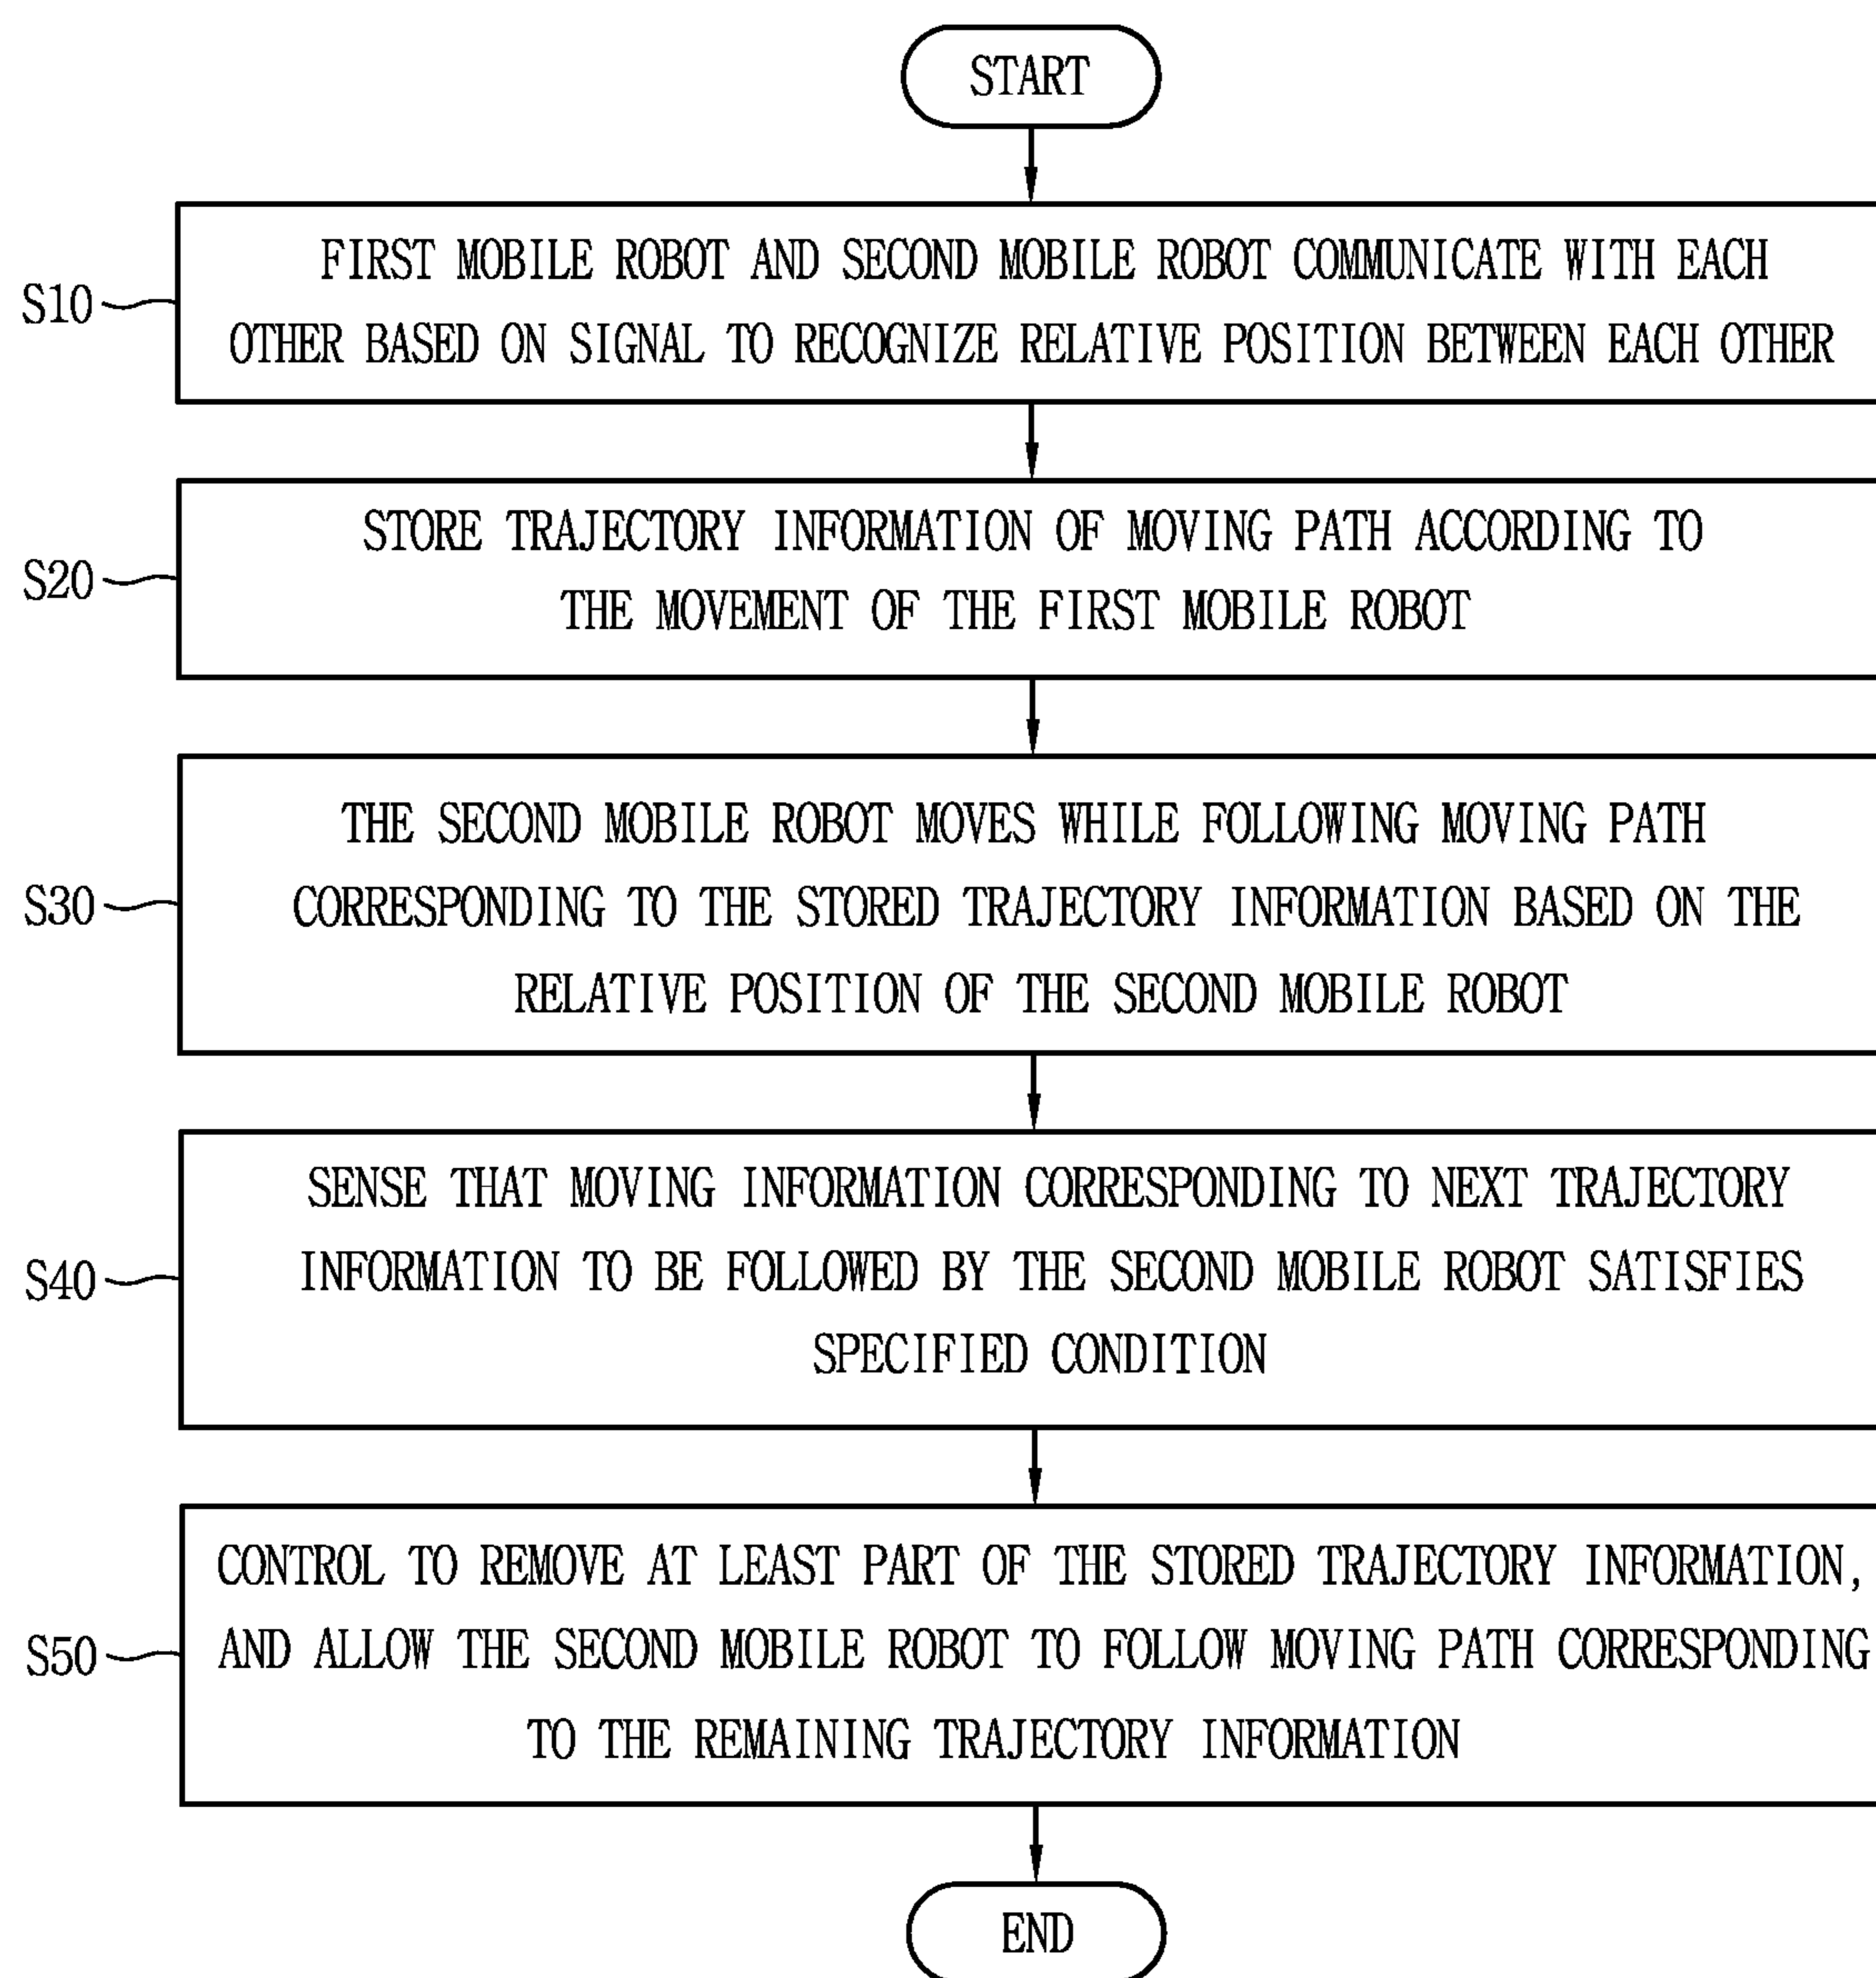 START
FIRST MOBILE ROBOT AND SECOND MOBILE ROBOT COMMUNICATE WITH EACH
S10
OTHER BASED ON SIGNAL TO RECOGNIZE RELATIVE POSITION BETWEEN EACH OTHER
STORE TRAJECTORY INFORMATION OF MOVING PATH ACCORDING TO
S20
THE MOVEMENT OF THE FIRST MOBILE ROBOT
THE SECOND MOBILE ROBOT MOVES WHILE FOLLOWING MOVING PATH
S30
CORRESPONDING TO THE STORED TRAJECTORY INFORMATION BASED ON THE
RELATIVE POSITION OF THE SECOND MOBILE ROBOT
SENSE THAT MOVING INFORMATION CORRESPONDING TO NEXT TRAJECTORY
S40
INFORMATION TO BE FOLLOWED BY THE SECOND MOBILE ROBOT SATISFIES
SPECIFIED CONDITION
CONTROL TO REMOVE AT LEAST PART OF THE STORED TRAJECTORY INFORMATION,
S50
AND ALLOW THE SECOND MOBILE ROBOT TO FOLLOW MOVING PATH CORRESPONDING
TO THE REMAINING TRAJECTORY INFORMATION
END